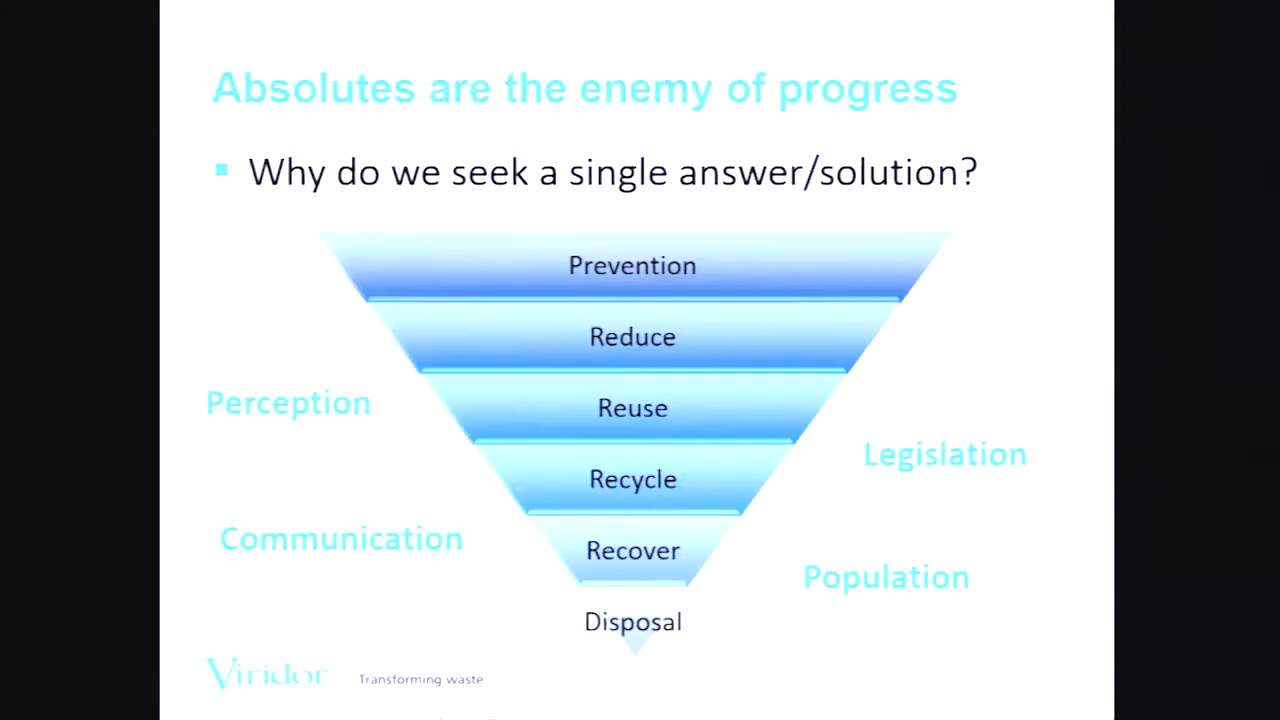 Absolutes are the enemy of progress
Why do we seek a single answer/solution?
Prevention
Reduce
Reuse
Perception
Legislation
Recycle
Communication
Recover
Population
Disposal
Viridor
Transforming waste